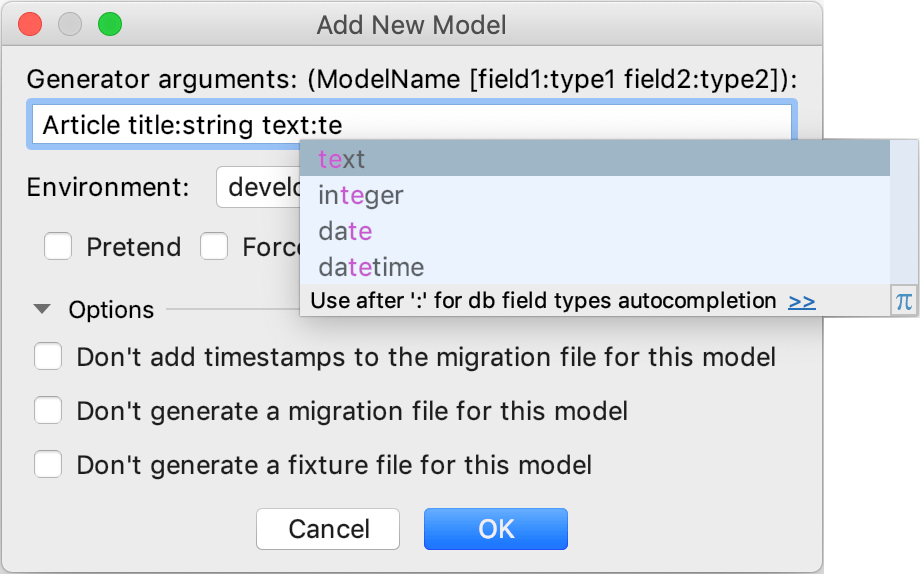 Add New Model
Generator arguments: (ModelName [field1:type1 field2:type2]):
Article title:string text:te
text
integer
date
datetime
Use after ':' for db field types autocompletion >>
π
Environment: develo
Pretend Forc
Options
Don't add timestamps to the migration file for this model
Don't generate a migration file for this model
Don't generate a fixture file for this model
Cancel OK